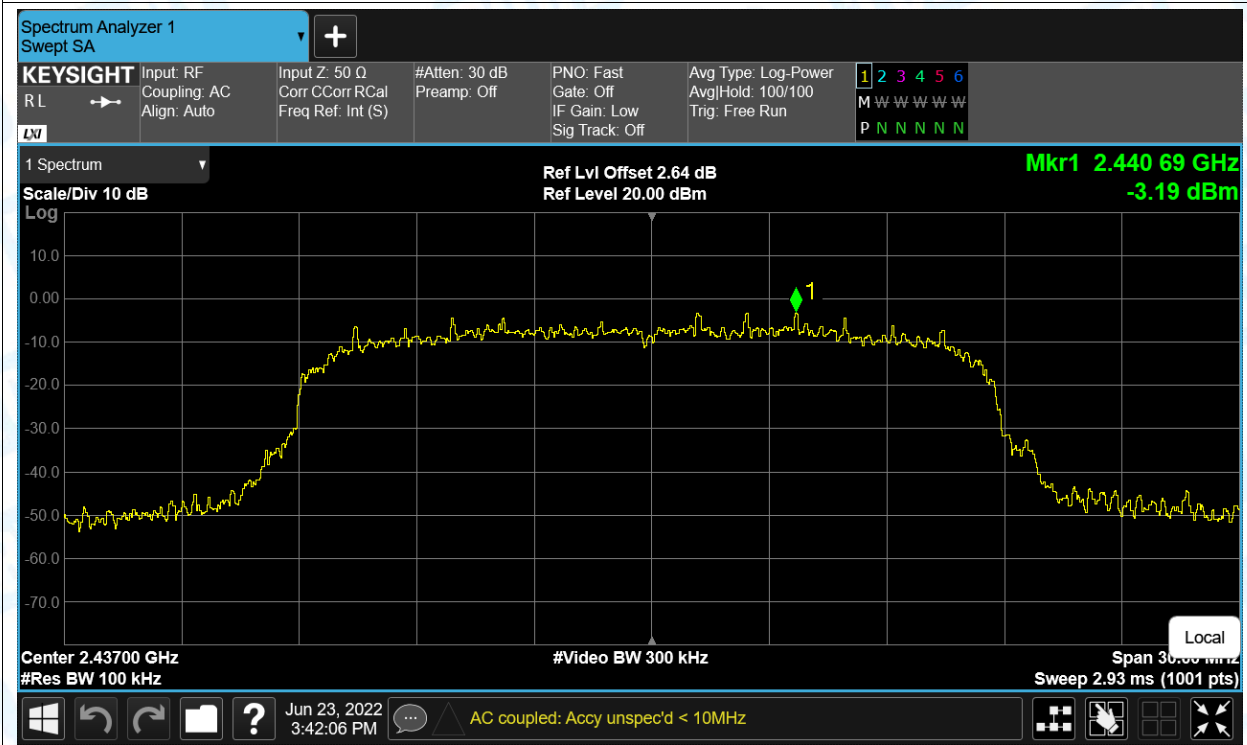 Spectrum Analyzer 1
Swept SA
KEYSIGHT
R L
LXI
Input: RF
Coupling: AC
Align: Auto
Input Z: 50 Ω
Corr CCorr RCal
Freq Ref: Int (S)
#Atten: 30 dB
Preamp: Off
PNO: Fast
Gate: Off
IF Gain: Low
Sig Track: Off
Avg Type: Log-Power
Avg|Hold: 100/100
Trig: Free Run
1 2 3 4 5 6
M W W W W W
P N N N N N
1 Spectrum
Scale/Div 10 dB
Ref Lvl Offset 2.64 dB
Ref Level 20.00 dBm
Mkr1 2.440 69 GHz
-3.19 dBm
Log
10.0
0.00
1
-10.0
-20.0
-30.0
-40.0
-50.0
-60.0
-70.0
Local
Center 2.43700 GHz
#Video BW 300 kHz
Span 30.00 MHz
#Res BW 100 kHz
Sweep 2.93 ms (1001 pts)
?
Jun 23, 2022
3:42:06 PM
AC coupled: Accy unspec'd < 10MHz